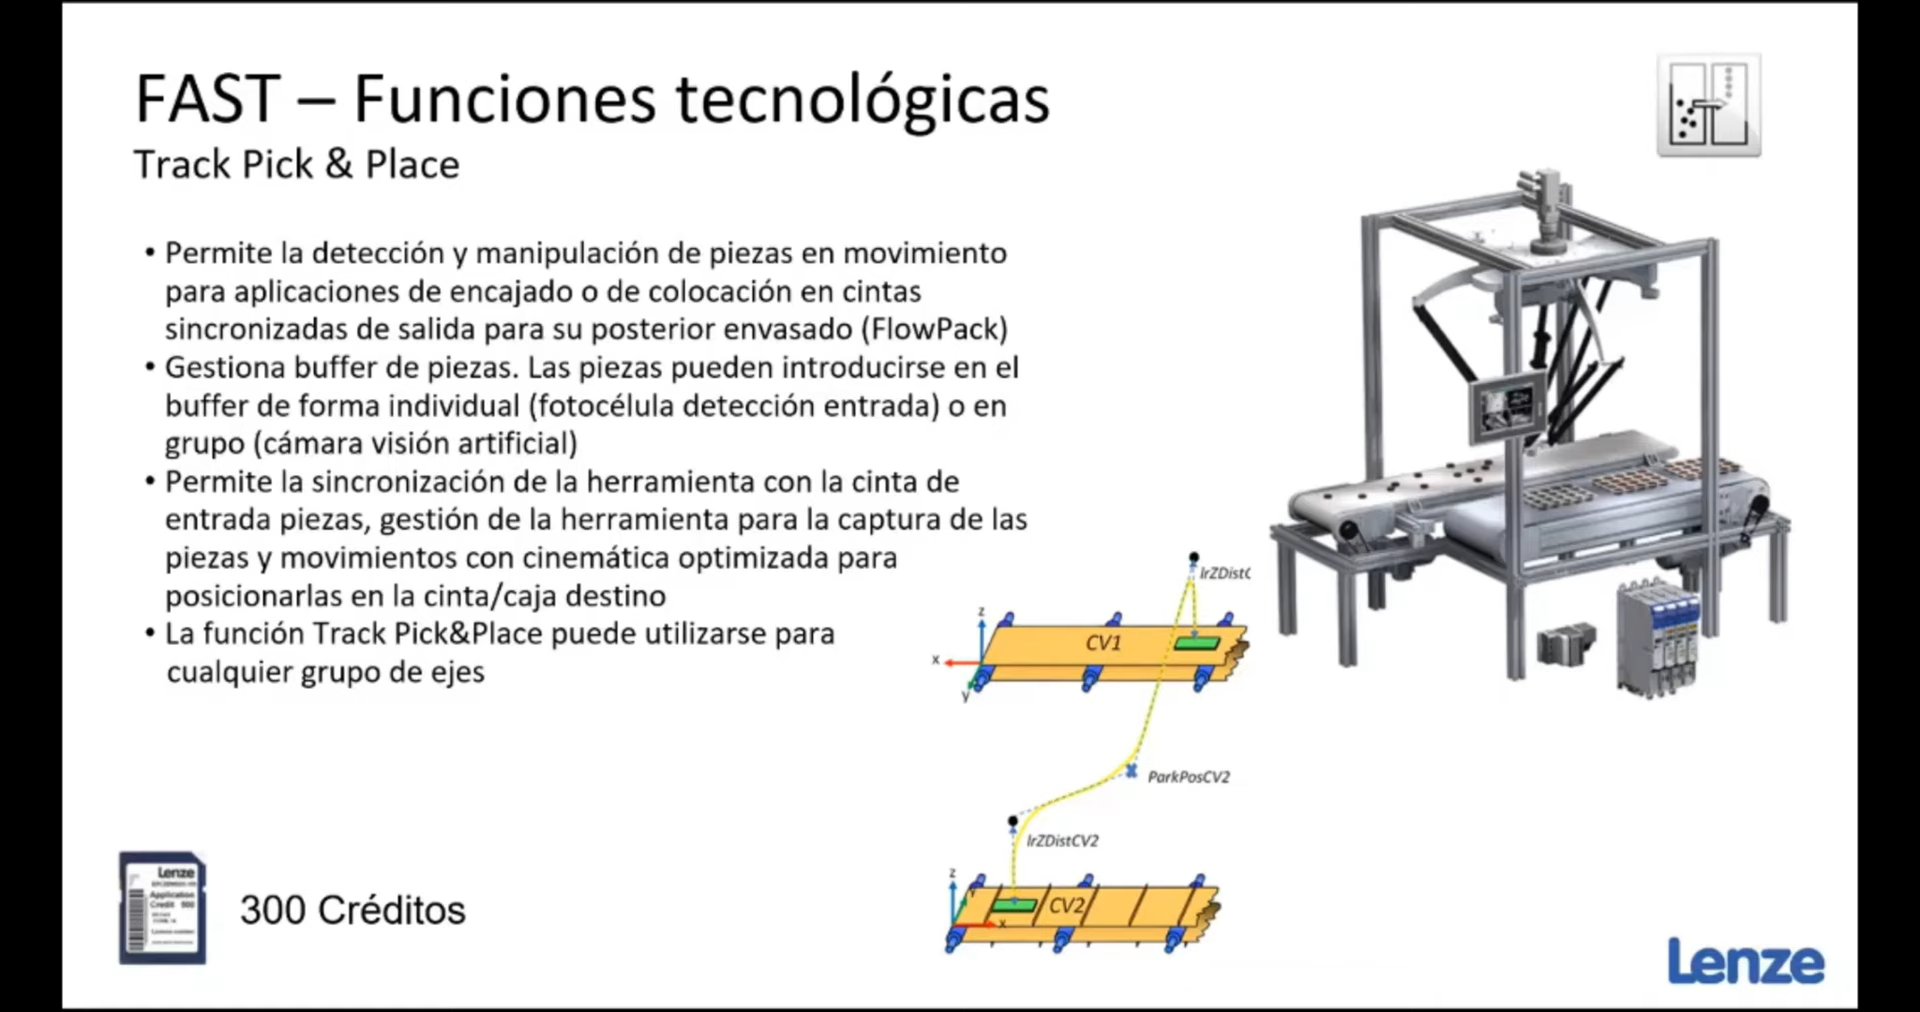 FAST – Funciones tecnológicas
Track Pick & Place
• Permite la detección y manipulación de piezas en movimiento
para aplicaciones de encajado o de colocación en cintas
sincronizadas de salida para su posterior envasado (FlowPack)
• Gestiona buffer de piezas. Las piezas pueden introducirse en el
buffer de forma individual (fotocélula detección entrada) o en
grupo (cámara visión artificial)
• Permite la sincronización de la herramienta con la cinta de
entrada piezas, gestión de la herramienta para la captura de las
piezas y movimientos con cinemática optimizada para
posicionarlas en la cinta/caja destino
• La función Track Pick&Place puede utilizarse para
cualquier grupo de ejes
lrZDistC
z
CV1
x
y
ParkPosCV2
lrZDistCV2
z
Y
CV2
x
Lenze
Application
Credit 500
300 Créditos
Lenze